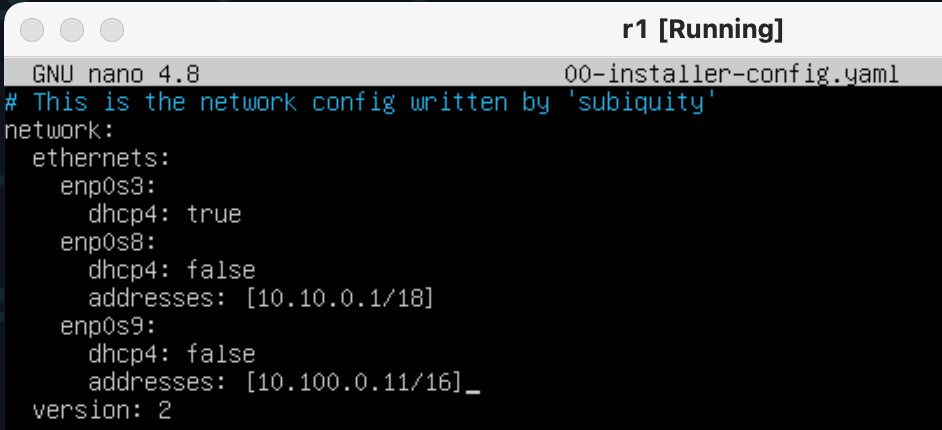 r1 [Running]
GNU nano 4.8 00-installer-config.yaml
# This is the network config written by 'subiquity'
network:
  ethernets:
    enp0s3:
      dhcp4: true
    enp0s8:
      dhcp4: false
      addresses: [10.10.0.1/18]
    enp0s9:
      dhcp4: false
      addresses: [10.100.0.11/16]_
  version: 2